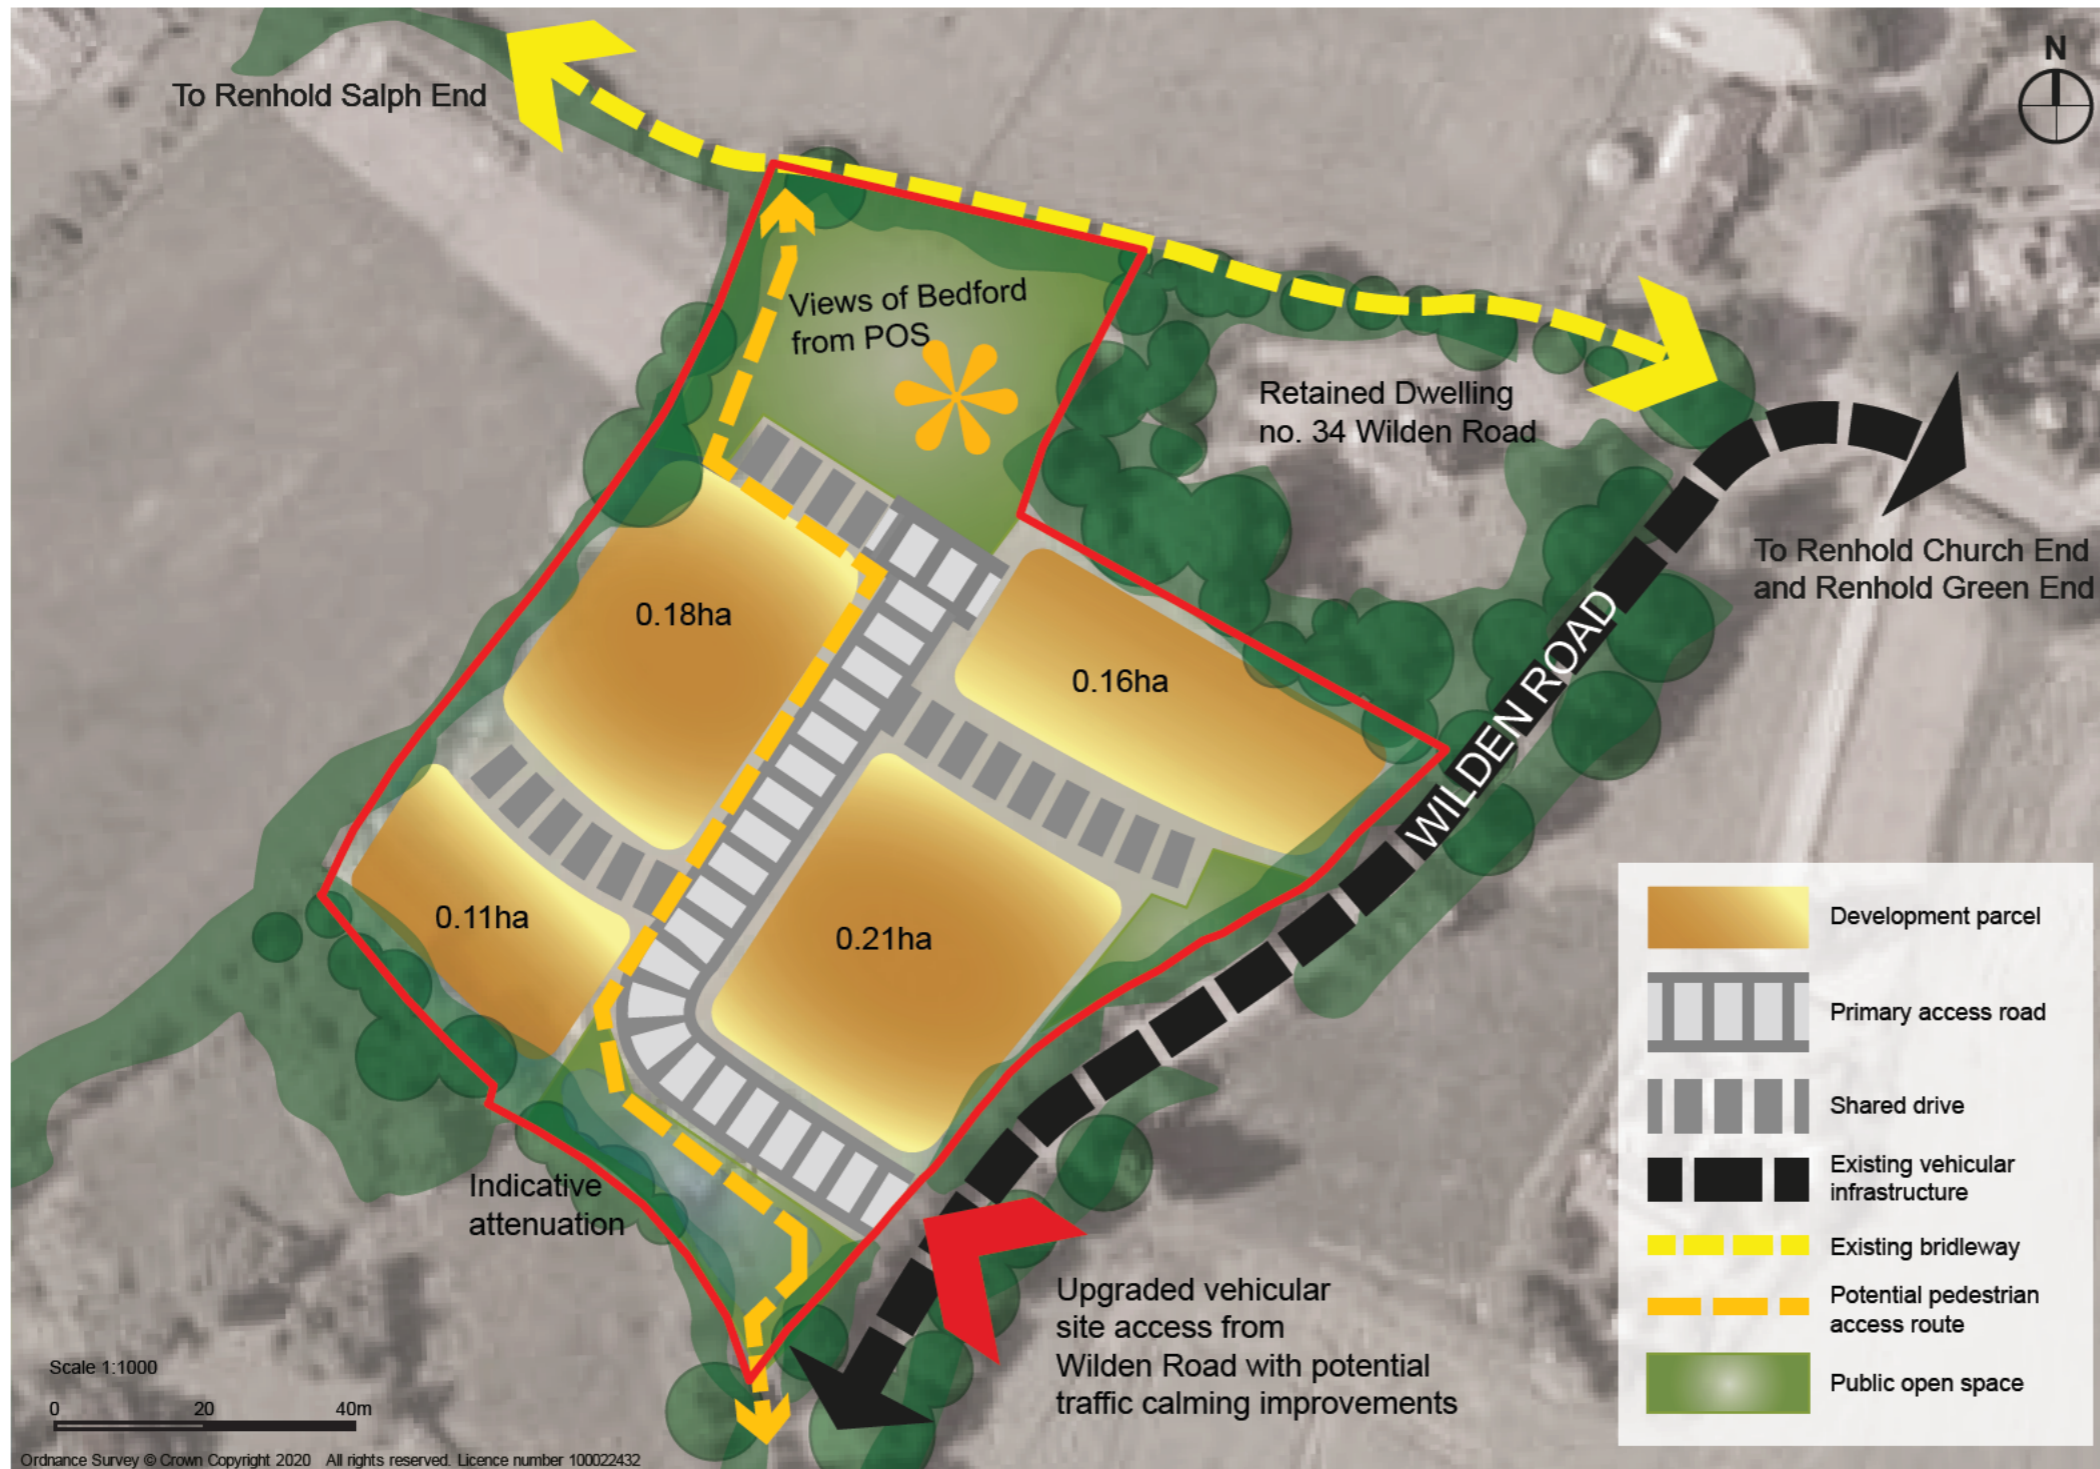 To Renhold Salph End
N
Views of Bedford
from POS
Retained Dwelling
no. 34 Wilden Road
To Renhold Church End
and Renhold Green End
WILDEN ROAD
0.18ha
0.16ha
0.11ha
0.21ha
Indicative
attenuation
Upgraded vehicular
site access from
Wilden Road with potential
traffic calming improvements
Development parcel
Primary access road
Shared drive
Existing vehicular
infrastructure
Existing bridleway
Potential pedestrian
access route
Public open space
Scale 1:1000
0 20 40m
Ordnance Survey © Crown Copyright 2020 All rights reserved. Licence number 100022432